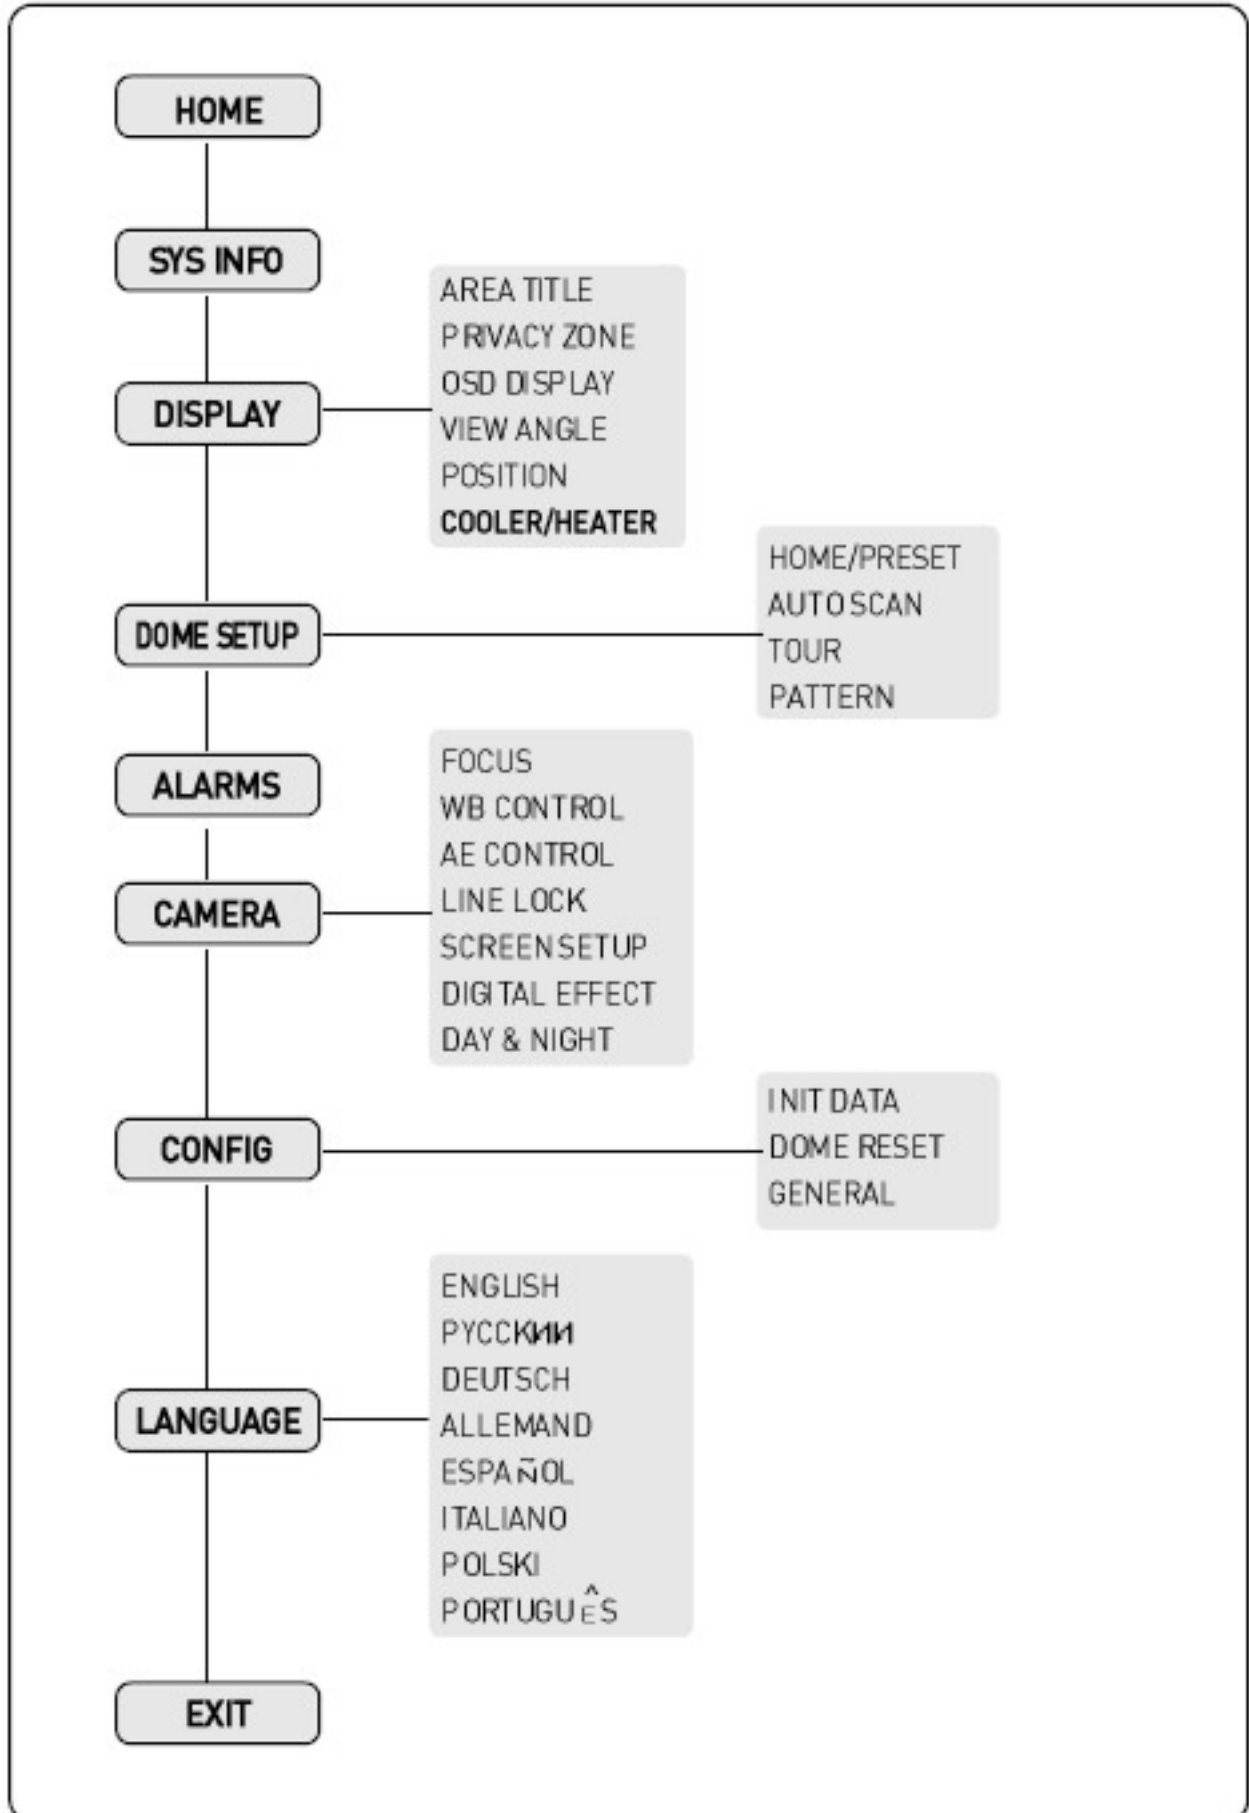 HOME
SYS INFO
AREA TITLE
PRIVACY ZONE
OSD DISPLAY
DISPLAY
VIEW ANGLE
POSITION
COOLER/HEATER
HOME/PRESET
AUTO SCAN
DOME SETUP
TOUR
PATTERN
FOCUS
ALARMS
WB CONTROL
AE CONTROL
LINE LOCK
CAMERA
SCREEN SETUP
DIGITAL EFFECT
DAY & NIGHT
INIT DATA
DOME RESET
CONFIG
GENERAL
ENGLISH
РУССКИИ
DEUTSCH
ALLEMAND
LANGUAGE
ESPAÑOL
ITALIANO
POLSKI
PORTUGUÊS
EXIT